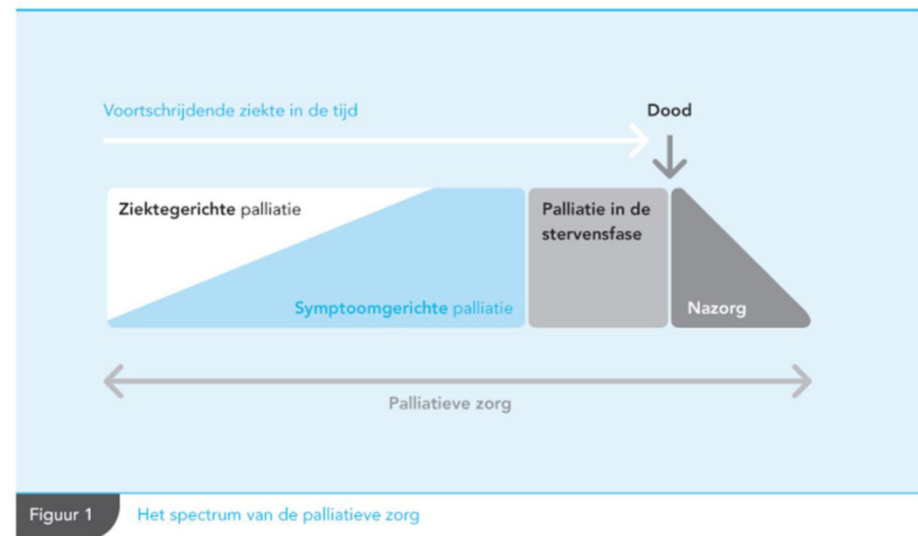 Voortschrijdende ziekte in de tijd
Dood
Ziektegerichte palliatie
Palliatie in de
stervensfase
Symptoomgerichte palliatie
Nazorg
Palliatieve zorg
Figuur 1
Het spectrum van de palliatieve zorg